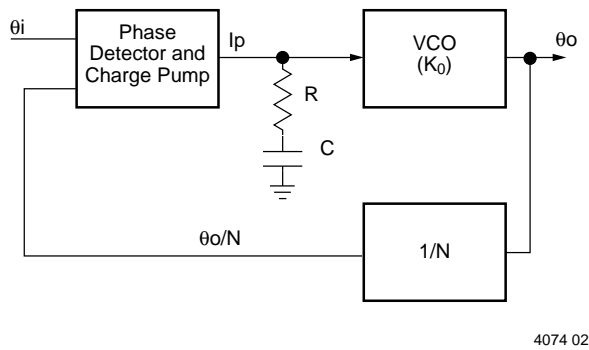 θi
Phase
Detector and
Charge Pump
Ip
VCO
(K₀)
θo
R
C
θo/N
1/N
4074 02